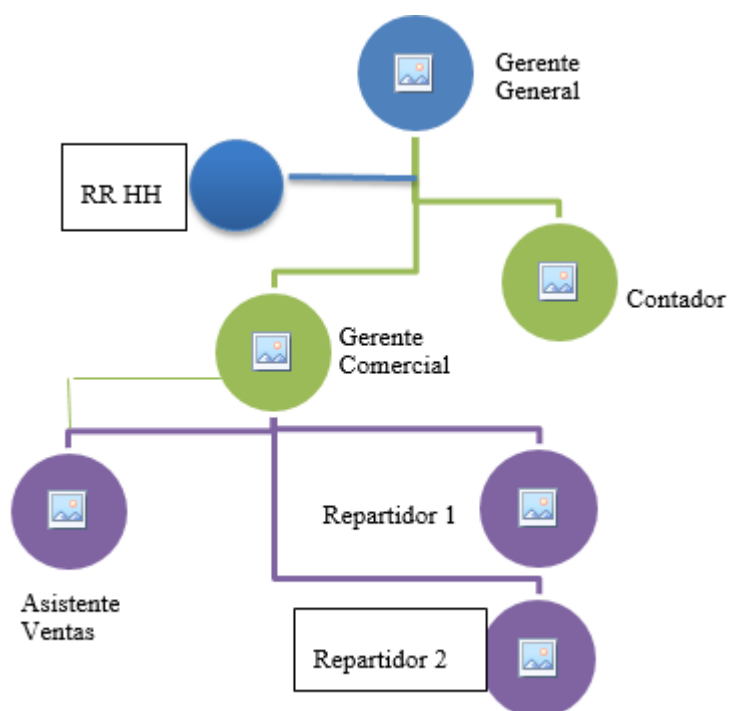 Gerente
General
RR HH
Contador
Gerente
Comercial
Repartidor 1
Asistente
Ventas
Repartidor 2